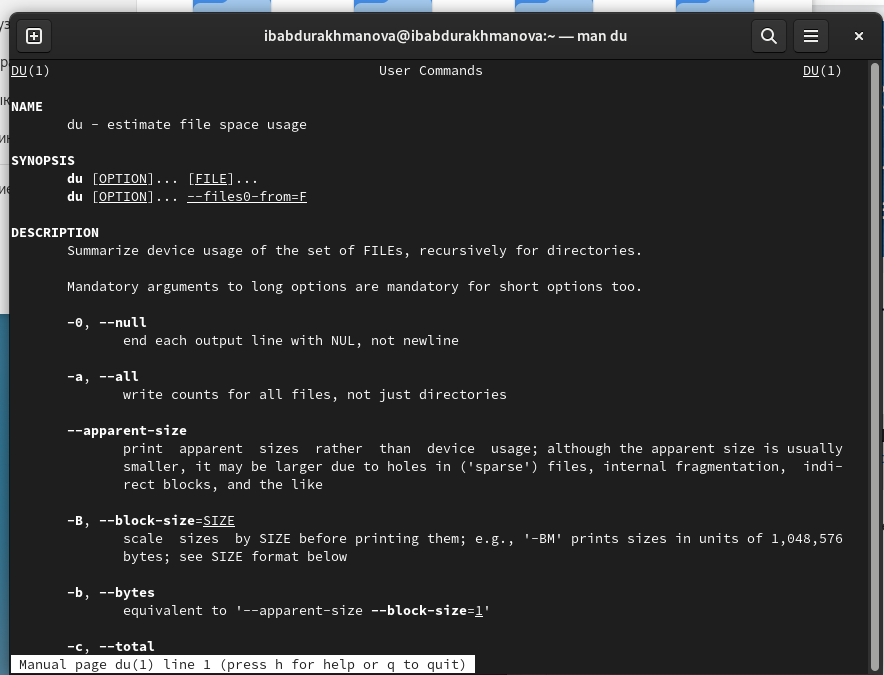 ibabdurakhmanova@ibabdurakhmanova:~ — man du
DU(1) User Commands DU(1)
NAME
du - estimate file space usage
SYNOPSIS
du [OPTION]... [FILE]...
du [OPTION]... --files0-from=F
DESCRIPTION
Summarize device usage of the set of FILEs, recursively for directories.
Mandatory arguments to long options are mandatory for short options too.
-0, --null
end each output line with NUL, not newline
-a, --all
write counts for all files, not just directories
--apparent-size
print apparent sizes rather than device usage; although the apparent size is usually
smaller, it may be larger due to holes in ('sparse') files, internal fragmentation, indi-
rect blocks, and the like
-B, --block-size=SIZE
scale sizes by SIZE before printing them; e.g., '-BM' prints sizes in units of 1,048,576
bytes; see SIZE format below
-b, --bytes
equivalent to '--apparent-size --block-size=1'
-c, --total
Manual page du(1) line 1 (press h for help or q to quit)